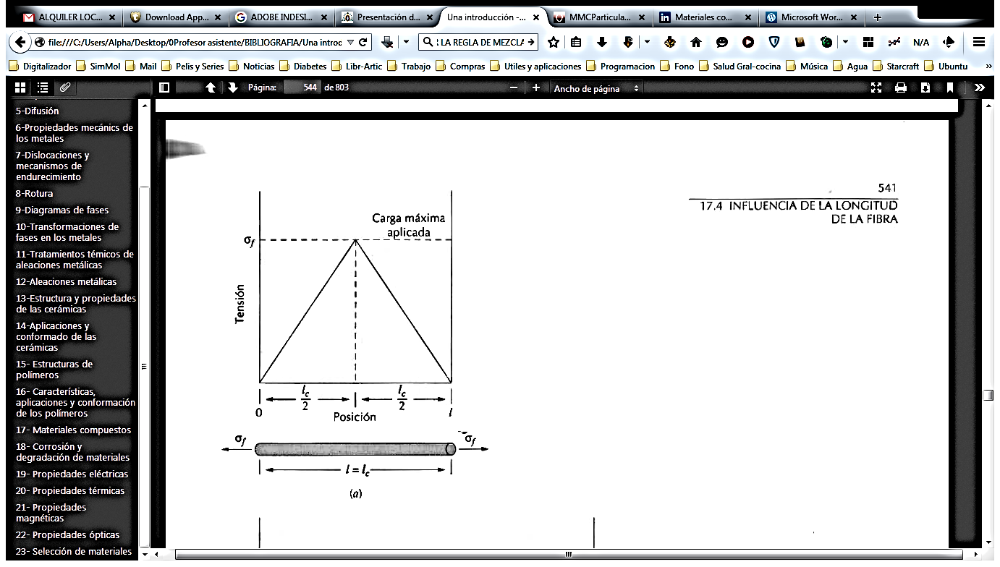 ALQUILER LOC...
Download App...
ADOBE INDESI...
Presentación d...
Una introducción -...
MMCParticula...
Materiales co...
Microsoft Wor...
file:///C:/Users/Alpha/Desktop/0Profesor asistente/BIBLIOGRAFIA/Una introc
: LA REGLA DE MEZCLA
N/A
Digitalizador
SimMol
Mail
Pelis y Series
Noticias
Diabetes
Libr-Artic
Trabajo
Compras
Utiles y aplicaciones
Programacion
Fono
Salud Gral-cocina
Música
Agua
Starcraft
Ubuntu
Página: 544 de 803
Ancho de página
5-Difusión
6-Propiedades mecánics de
los metales
7-Dislocaciones y
mecanismos de
endurecimiento
8-Rotura
9-Diagramas de fases
10-Transformaciones de
fases en los metales
11-Tratamientos témicos de
aleaciones metálicas
12-Aleaciones metálicas
13-Estructura y propiedades
de las cerámicas
14-Aplicaciones y
conformado de las
cerámicas
15- Estructuras de
polímeros
16- Características,
aplicaciones y conformación
de los polímeros
17- Materiales compuestos
18- Corrosión y
degradación de materiales
19- Propiedades eléctricas
20- Propiedades térmicas
21- Propiedades
magnéticas
22- Propiedades ópticas
23- Selección de materiales
541
17.4 INFLUENCIA DE LA LONGITUD
DE LA FIBRA
Carga máxima
aplicada
σf
Tensión
lc
2
lc
2
0
Posición
l
σf
σf
l = lc
(a)